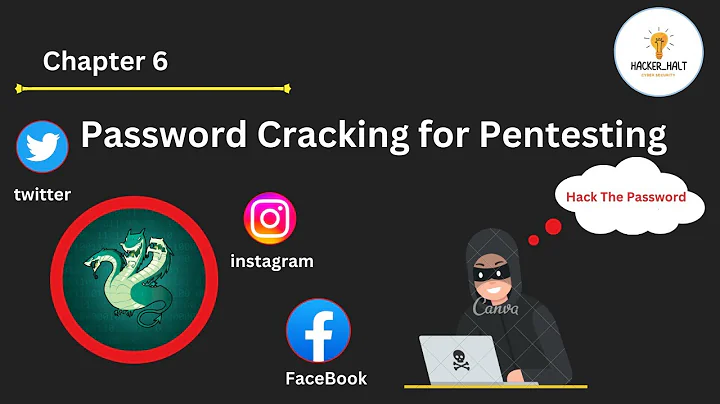 Chapter 6
HACKER_HALT
CYBER SECURITY
Password Cracking for Pentesting
twitter
Hack The Password
instagram
Canva
FaceBook